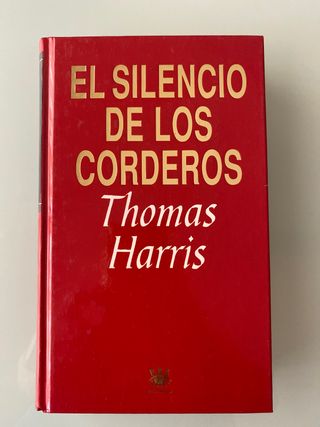 EL SILENCIO
DE LOS
CORDEROS
Thomas
Harris